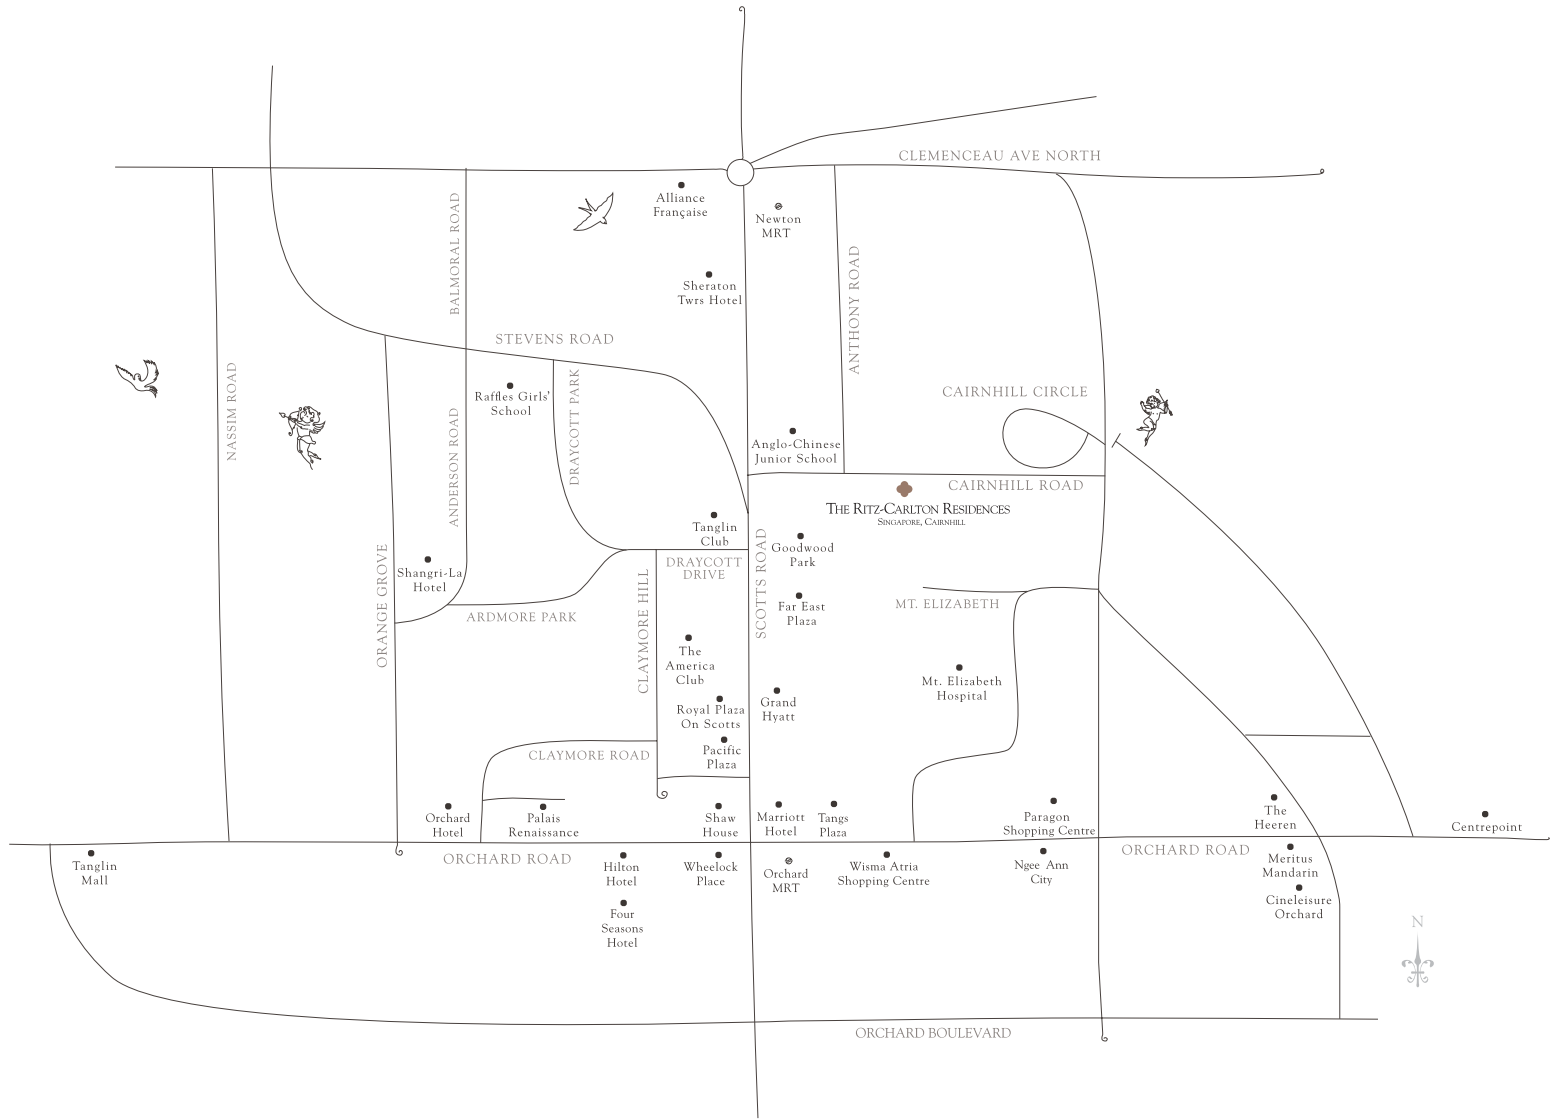 CLEMENCEAU AVE NORTH
Alliance
Française
Newton
MRT
BALMORAL ROAD
Sheraton
Twrs Hotel
ANTHONY ROAD
STEVENS ROAD
NASSIM ROAD
Raffles Girls'
School
DRAYCOTT PARK
CAIRNHILL CIRCLE
ANDERSON ROAD
Anglo-Chinese
Junior School
CAIRNHILL ROAD
THE RITZ-CARLTON RESIDENCES
SINGAPORE, CAIRNHILL
Tanglin
Club
SCOTTS ROAD
Goodwood
Park
DRAYCOTT
DRIVE
ORANGE GROVE
Shangri-La
Hotel
CLAYMORE HILL
ARDMORE PARK
Far East
Plaza
MT. ELIZABETH
The
America
Club
Mt. Elizabeth
Hospital
Royal Plaza
On Scotts
Grand
Hyatt
CLAYMORE ROAD
Pacific
Plaza
Orchard
Hotel
Palais
Renaissance
Shaw
House
Marriott
Hotel
Tangs
Plaza
Paragon
Shopping Centre
The
Heeren
Centrepoint
ORCHARD ROAD
ORCHARD ROAD
Tanglin
Mall
Hilton
Hotel
Wheelock
Place
Orchard
MRT
Wisma Atria
Shopping Centre
Ngee Ann
City
Meritus
Mandarin
Cineleisure
Orchard
Four
Seasons
Hotel
N
ORCHARD BOULEVARD